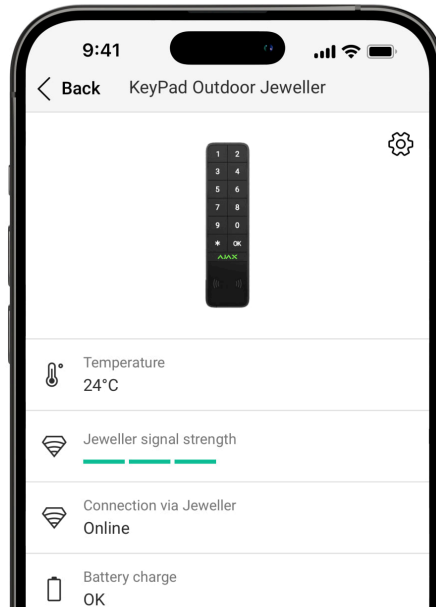 9:41
Back KeyPad Outdoor Jeweller
1 2
3 4
5 6
7 8
9 0
* OK
AJAX
Temperature
24°C
Jeweller signal strength
Connection via Jeweller
Online
Battery charge
OK